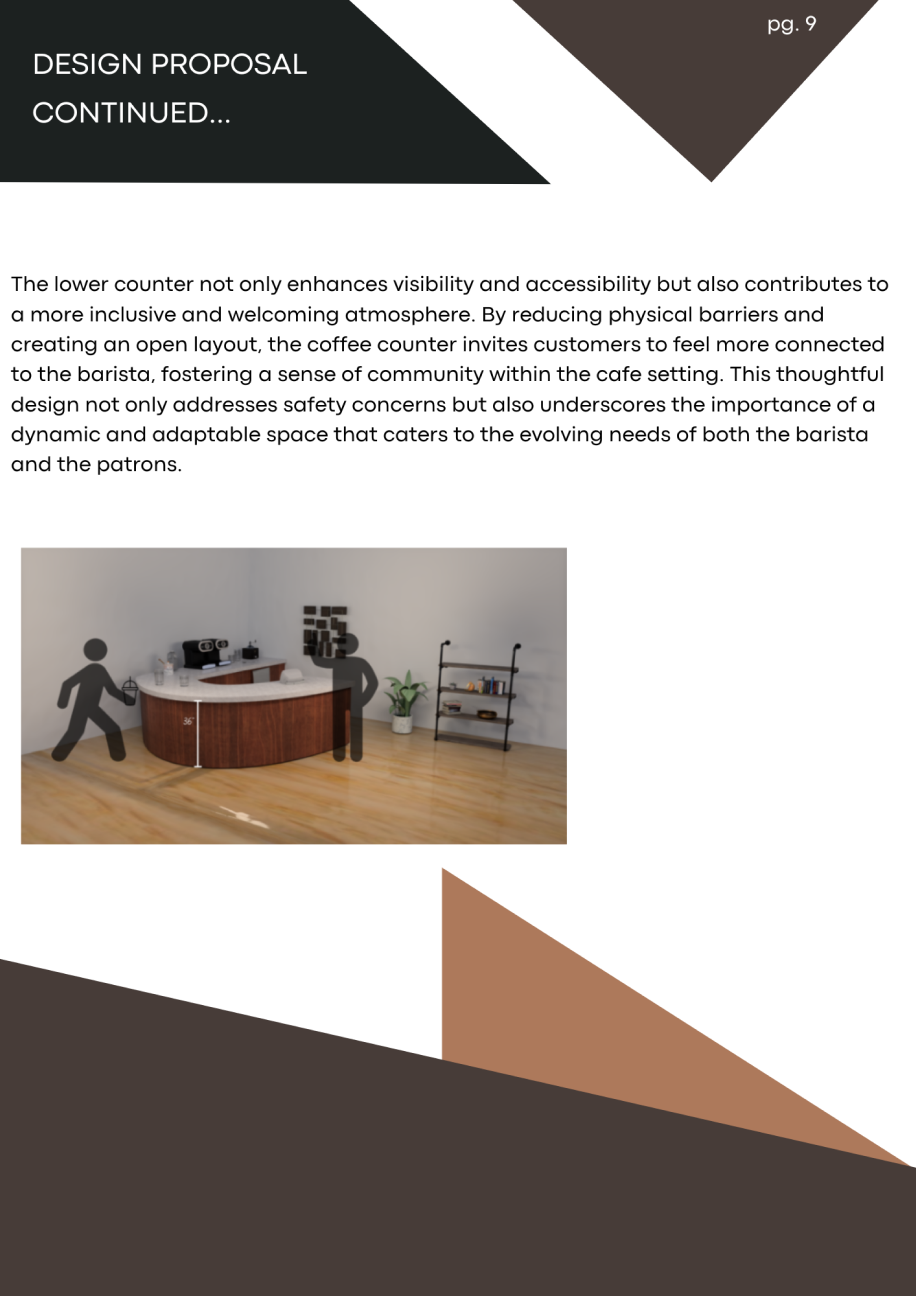 pg. 9
DESIGN PROPOSAL
CONTINUED...
The lower counter not only enhances visibility and accessibility but also contributes to
a more inclusive and welcoming atmosphere. By reducing physical barriers and
creating an open layout, the coffee counter invites customers to feel more connected
to the barista, fostering a sense of community within the cafe setting. This thoughtful
design not only addresses safety concerns but also underscores the importance of a
dynamic and adaptable space that caters to the evolving needs of both the barista
and the patrons.
36"